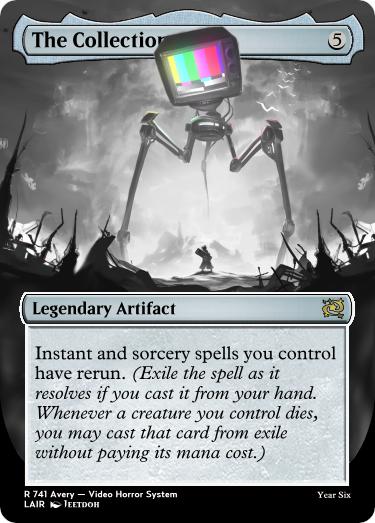 The Collection
5
Legendary Artifact
Instant and sorcery spells you control
have rerun. (Exile the spell as it
resolves if you cast it from your hand.
Whenever a creature you control dies,
you may cast that card from exile
without paying its mana cost.)
R 741 Avery — Video Horror System
Year Six
LAIR JEETDOH